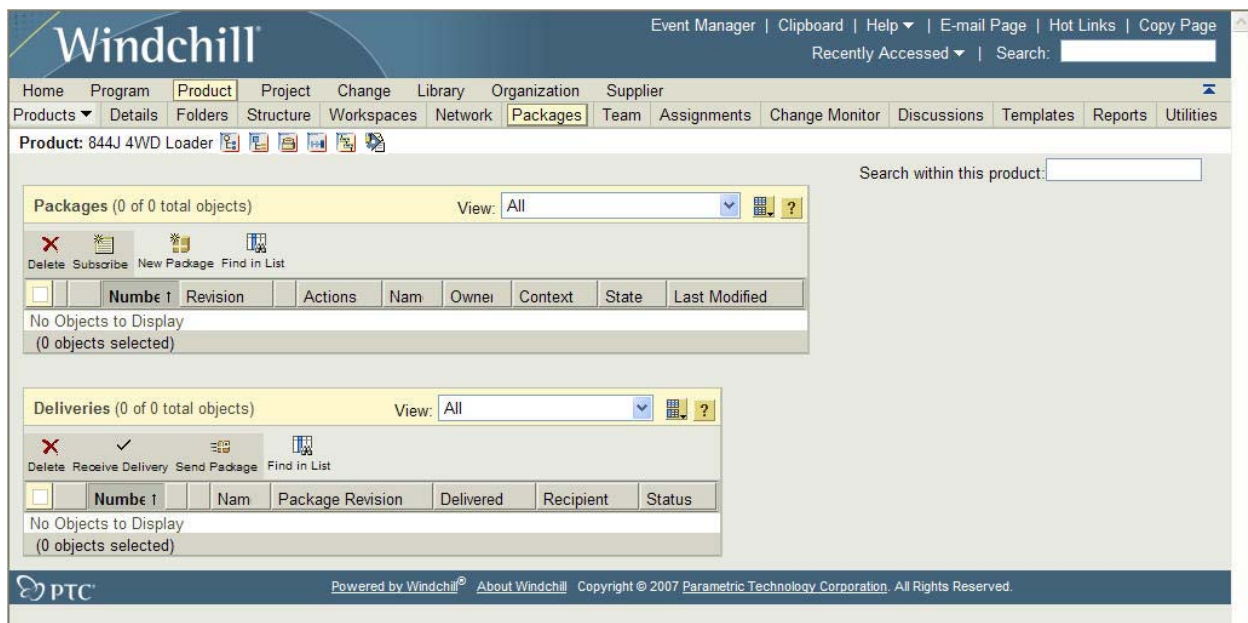 Event Manager | Clipboard | Help ▼ | E-mail Page | Hot Links | Copy Page
Windchill
Recently Accessed ▼ | Search:
Home Program Product Project Change Library Organization Supplier
Products ▼ Details Folders Structure Workspaces Network Packages Team Assignments Change Monitor Discussions Templates Reports Utilities
Product: 844J 4WD Loader
Search within this product:
Packages (0 of 0 total objects) View: All ?
Delete Subscribe New Package Find in List
Numbe ↑ Revision Actions Nam Owner Context State Last Modified
No Objects to Display
(0 objects selected)
Deliveries (0 of 0 total objects) View: All ?
Delete Receive Delivery Send Package Find in List
Numbe ↑ Nam Package Revision Delivered Recipient Status
No Objects to Display
(0 objects selected)
PTC Powered by Windchill® About Windchill Copyright © 2007 Parametric Technology Corporation. All Rights Reserved.